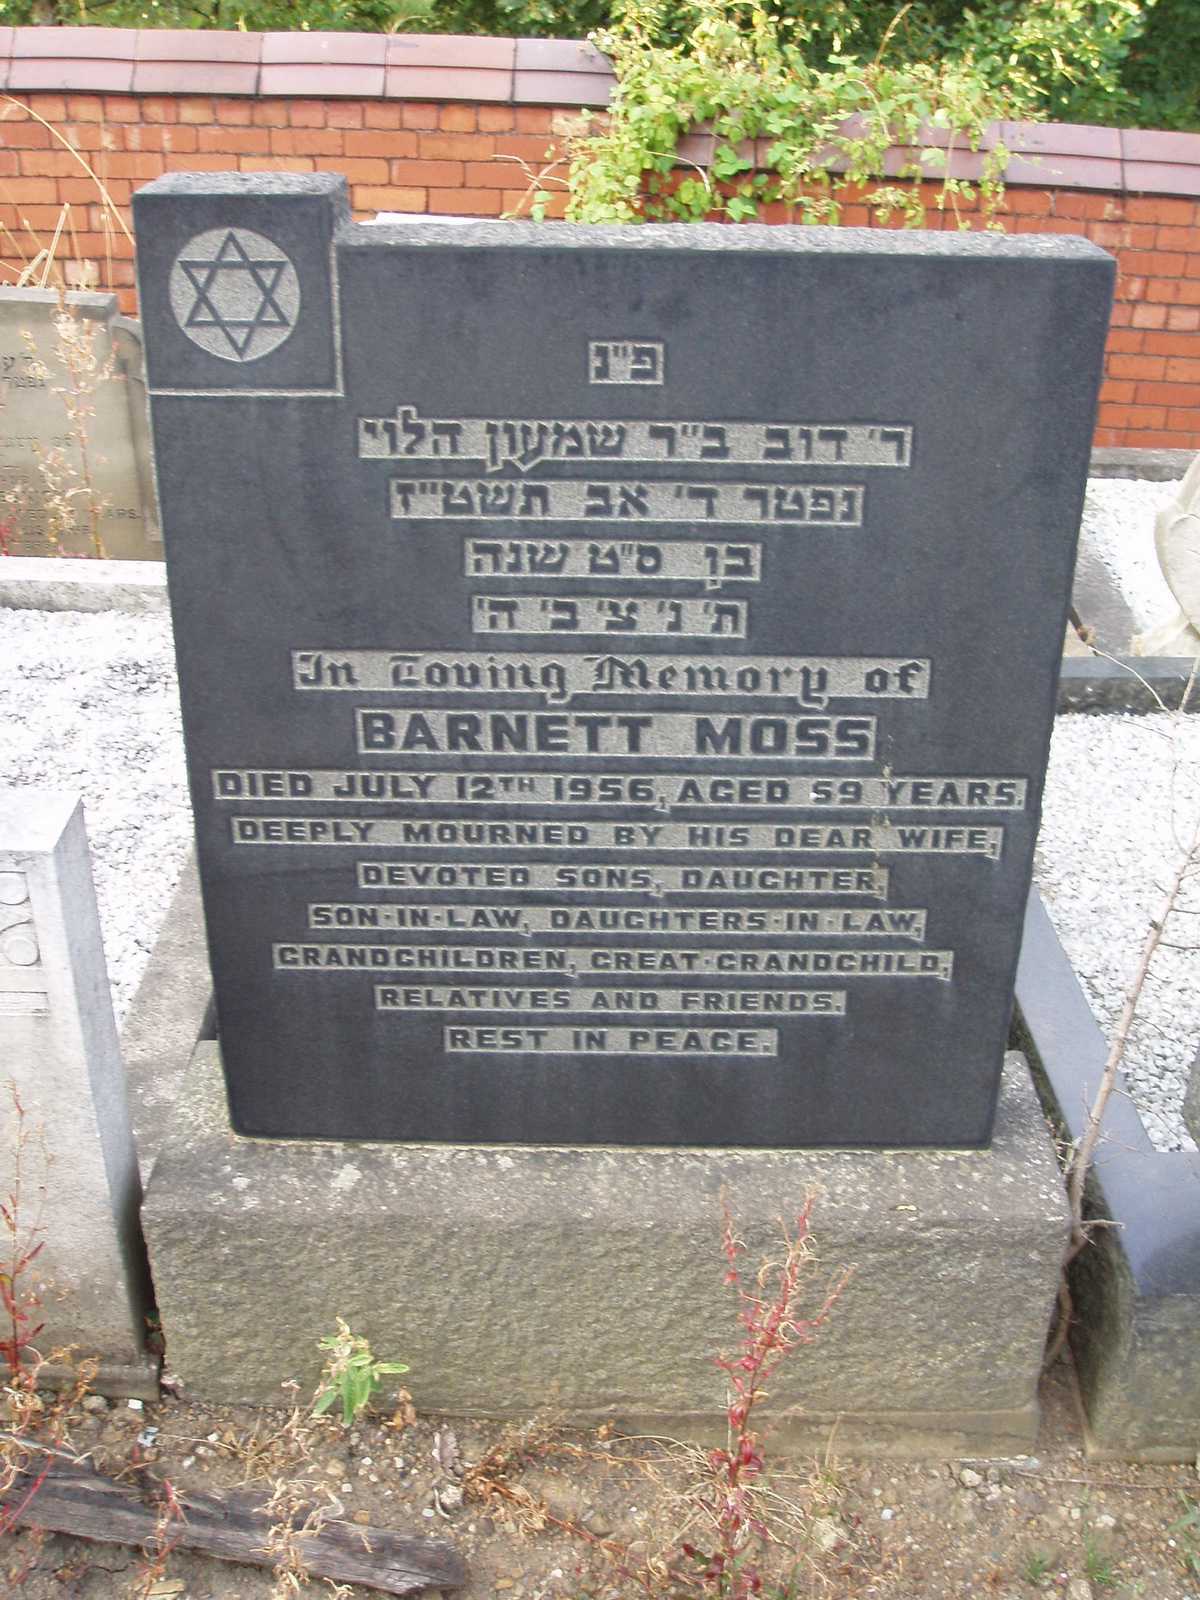 פ"נ
ר' דוב ב"ר שמעון הלוי
נפטר ד' אב תשט"ז
בן ס"ט שנה
ת' נ' צ' ב' ה'
In Loving Memory of
BARNETT MOSS
DIED JULY 12TH 1956, AGED 59 YEARS.
DEEPLY MOURNED BY HIS DEAR WIFE,
DEVOTED SONS, DAUGHTER,
SON-IN-LAW, DAUGHTERS-IN-LAW,
GRANDCHILDREN, GREAT-GRANDCHILD,
RELATIVES AND FRIENDS.
REST IN PEACE.